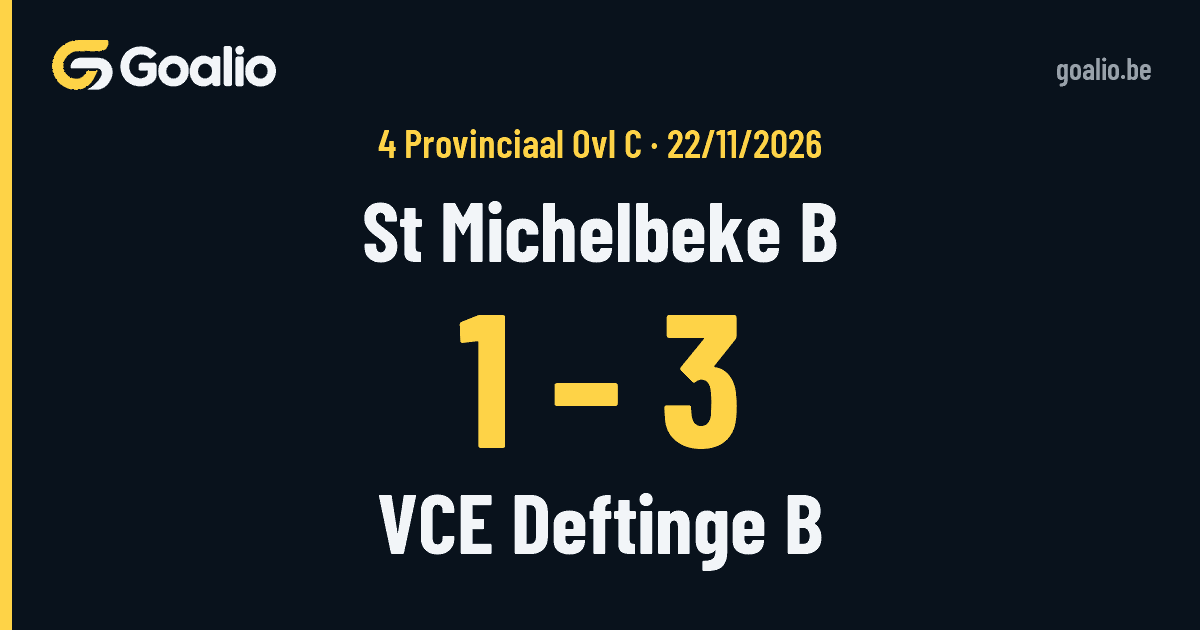 Goalio
goalio.be
4 Provinciaal Ovl C · 22/11/2026
St Michelbeke B
1 – 3
VCE Deftinge B